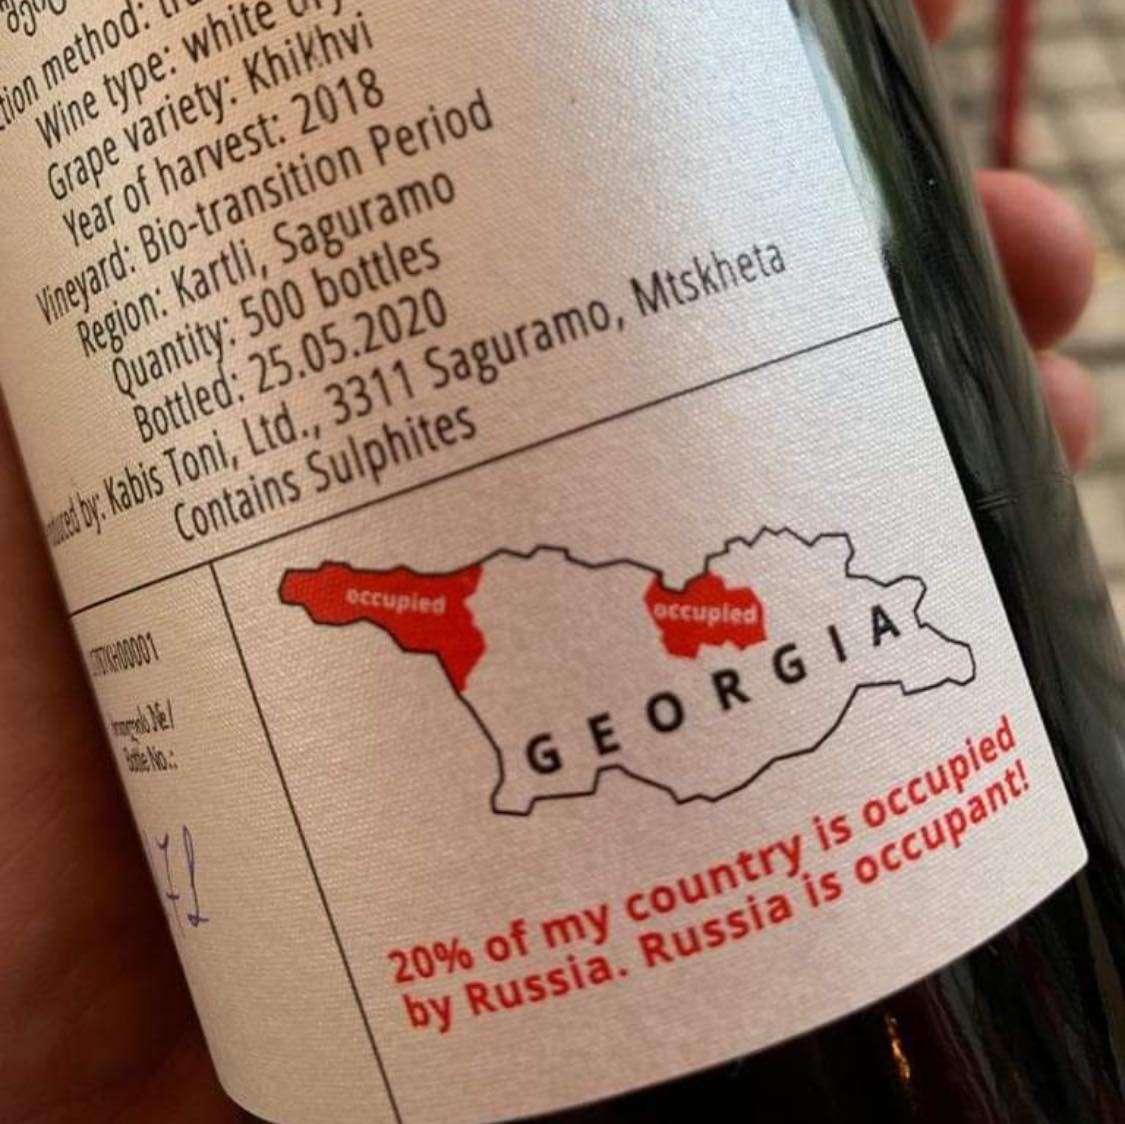 method:
Wine type: white
Grape variety: Khikhvi
Year of harvest: 2018
Vineyard: Bio-transition Period
Region: Kartli, Saguramo
Quantity: 500 bottles
Bottled: 25.05.2020
by: Kabis Toni, Ltd., 3311 Saguramo, Mtskheta
Contains Sulphites
occupied
occupied
GEORGIA
Bottle No.:
20% of my country is occupied
by Russia. Russia is occupant!